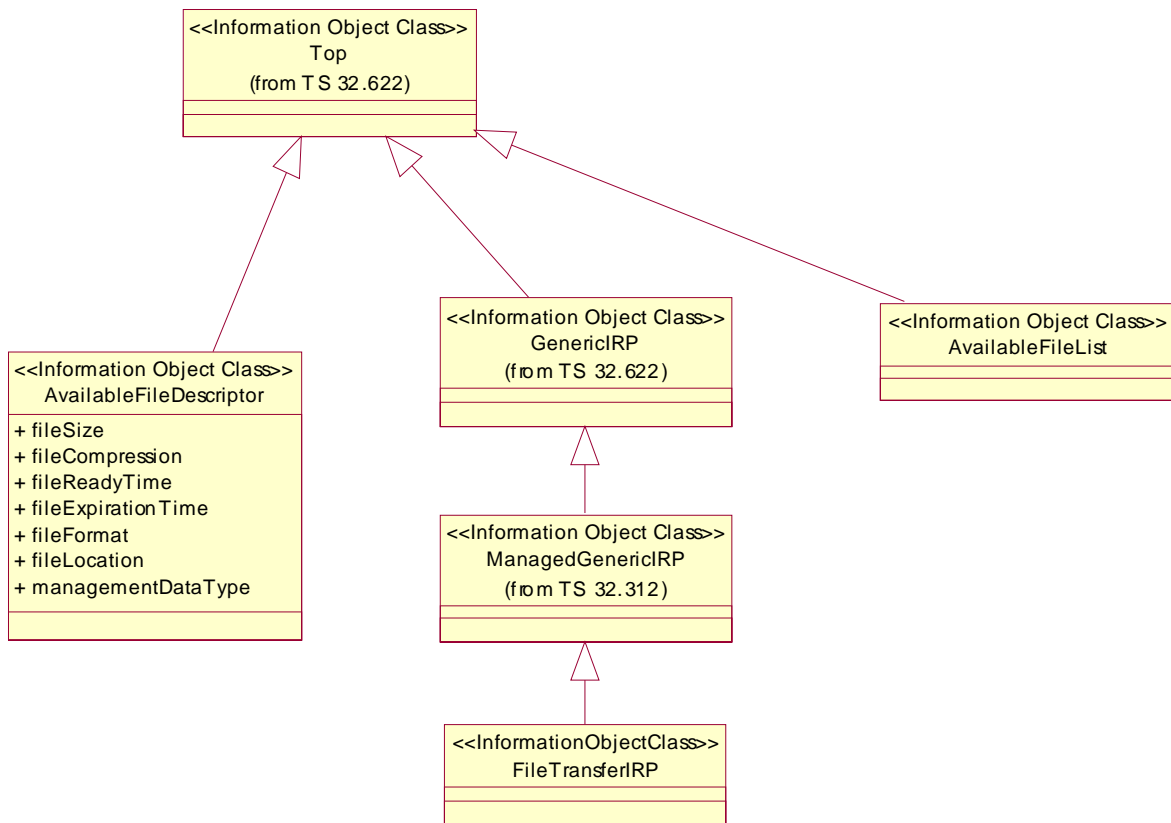 <<Information Object Class>>
Top
(from TS 32.622)
<<Information Object Class>>
GenericIRP
(from TS 32.622)
<<Information Object Class>>
AvailableFileList
<<Information Object Class>>
AvailableFileDescriptor
+ fileSize
+ fileCompression
+ fileReadyTime
+ fileExpirationTime
+ fileFormat
+ fileLocation
+ managementDataType
<<Information Object Class>>
ManagedGenericIRP
(from TS 32.312)
<<InformationObjectClass>>
FileTransferIRP